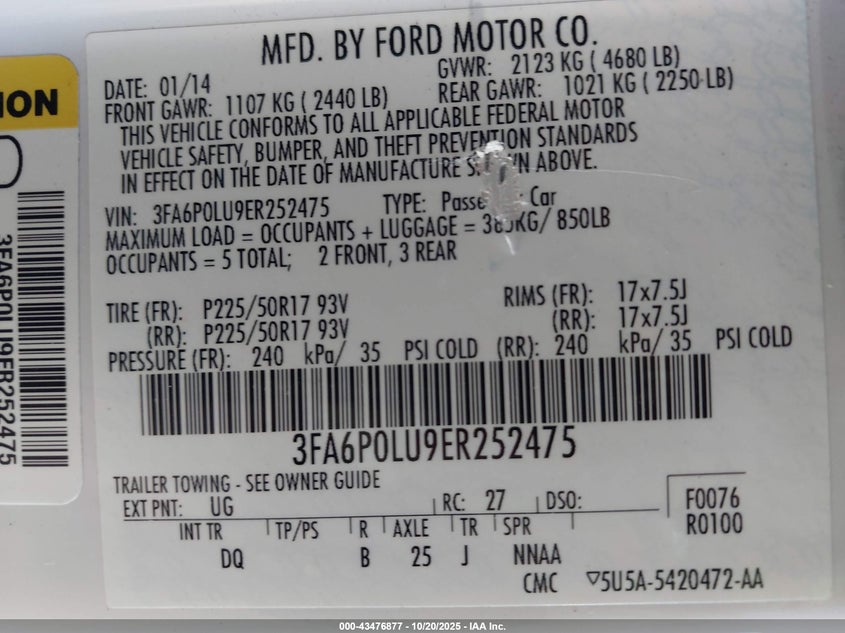 MFD. BY FORD MOTOR CO.
DATE: 01/14 GVWR: 2123 KG ( 4680 LB)
FRONT GAWR: 1107 KG ( 2440 LB) REAR GAWR: 1021 KG ( 2250 LB)
THIS VEHICLE CONFORMS TO ALL APPLICABLE FEDERAL MOTOR
VEHICLE SAFETY, BUMPER, AND THEFT PREVENTION STANDARDS
IN EFFECT ON THE DATE OF MANUFACTURE ABOVE.
VIN: 3FA6P0LU9ER252475 TYPE: Car
MAXIMUM LOAD = OCCUPANTS + LUGGAGE = 385KG/ 850LB
OCCUPANTS = 5 TOTAL; 2 FRONT, 3 REAR
TIRE (FR): P225/50R17 93V RIMS (FR): 17x7.5J
(RR): P225/50R17 93V (RR): 17x7.5J
PRESSURE (FR): 240 kPa/ 35 PSI COLD (RR): 240 kPa/ 35 PSI COLD
3FA6P0LU9ER252475
TRAILER TOWING - SEE OWNER GUIDE
EXT PNT: UG RC: 27 DSO: F0076
INT TR TP/PS R AXLE TR SPR R0100
DQ B 25 J NNAA
CMC ▽5U5A-5420472-AA
ION
3FA6P0LU9ER252475
000-43476877 | 10/20/2025 - IAA Inc.